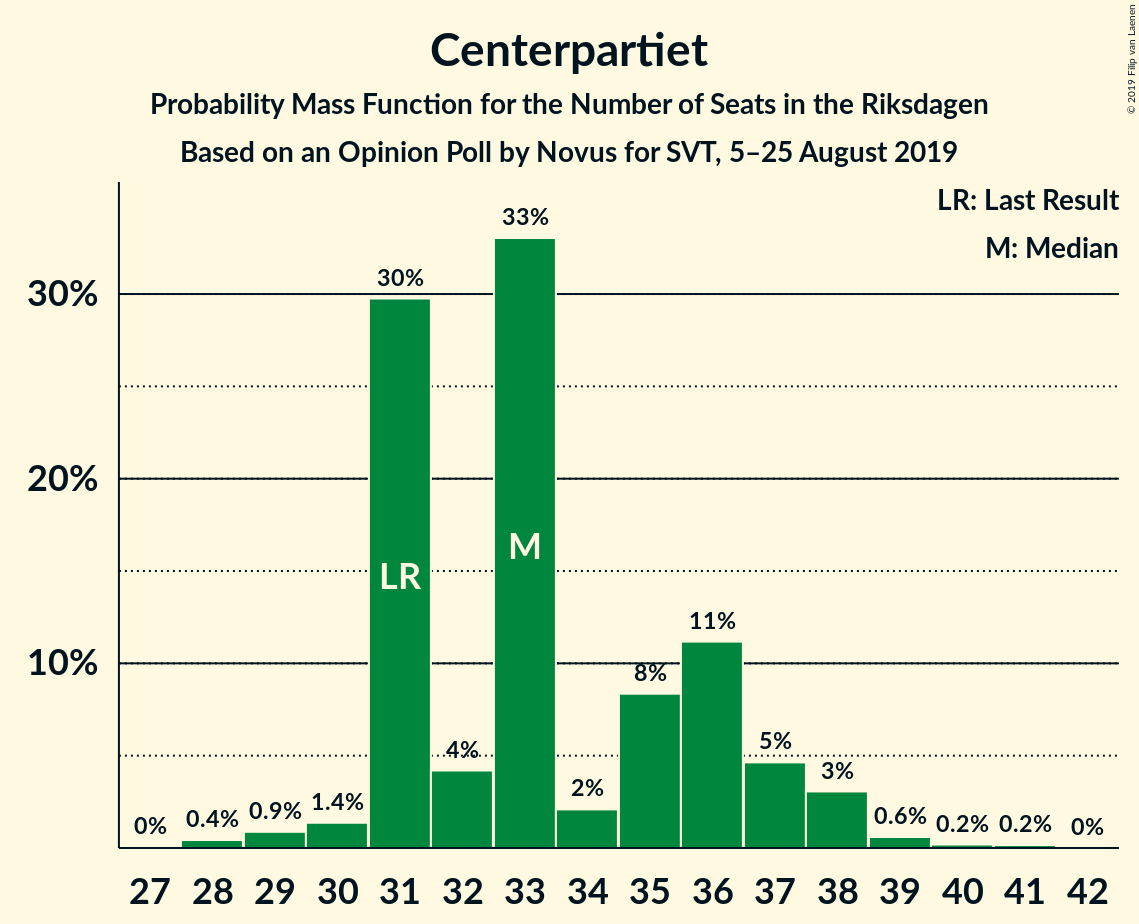 Centerpartiet
Probability Mass Function for the Number of Seats in the Riksdagen
Based on an Opinion Poll by Novus for SVT, 5–25 August 2019
© 2019 Filip van Laenen
LR: Last Result
M: Median
30%
20%
10%
0%
0.4%
0.9%
1.4%
30%
4%
33%
2%
8%
11%
5%
3%
0.6%
0.2%
0.2%
0%
LR
M
27 28 29 30 31 32 33 34 35 36 37 38 39 40 41 42